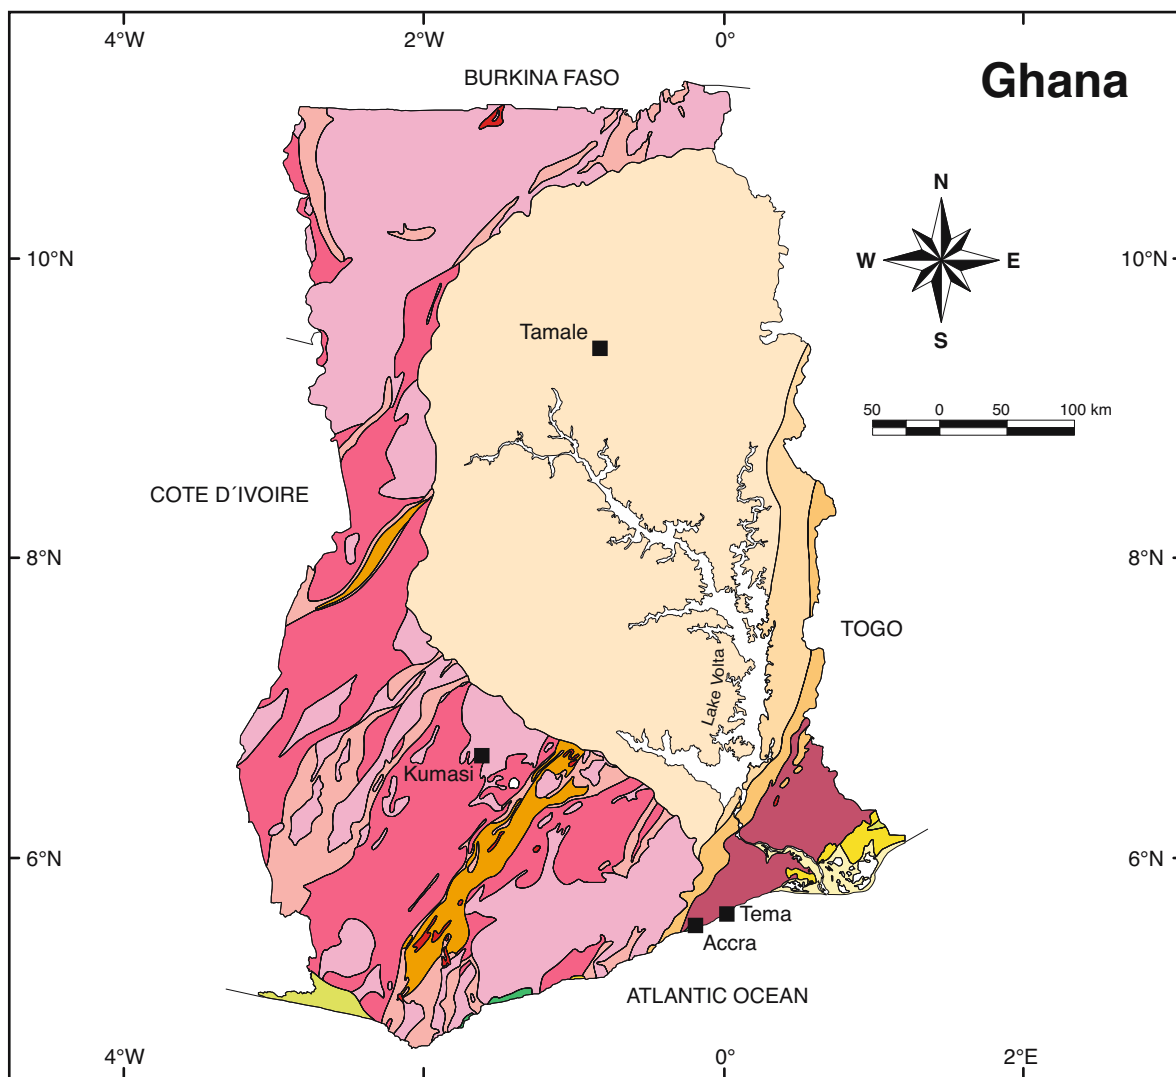 4°W
2°W
0°
BURKINA FASO
Ghana
N
W
E
S
10°N
10°N
Tamale
50
0
50
100 km
COTE D´IVOIRE
8°N
8°N
TOGO
Lake Volta
Kumasi
6°N
6°N
Tema
Accra
ATLANTIC OCEAN
4°W
2°W
0°
2°E